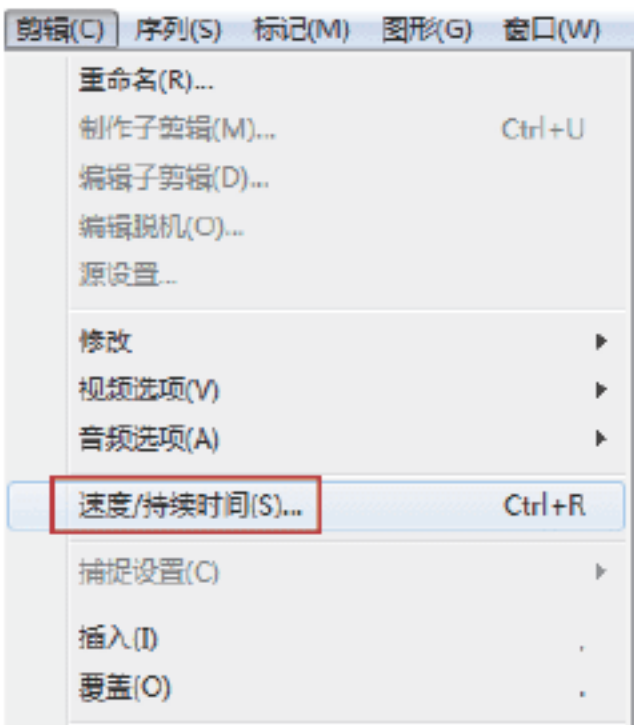 剪辑(C) 序列(S) 标记(M) 图形(G) 窗口(W)
重命名(R)...
制作子剪辑(M)... Ctrl+U
编辑子剪辑(D)...
编辑脱机(O)...
源设置...
修改
视频选项(V)
音频选项(A)
速度/持续时间(S)... Ctrl+R
捕捉设置(C)
插入(I) ,
覆盖(O) .